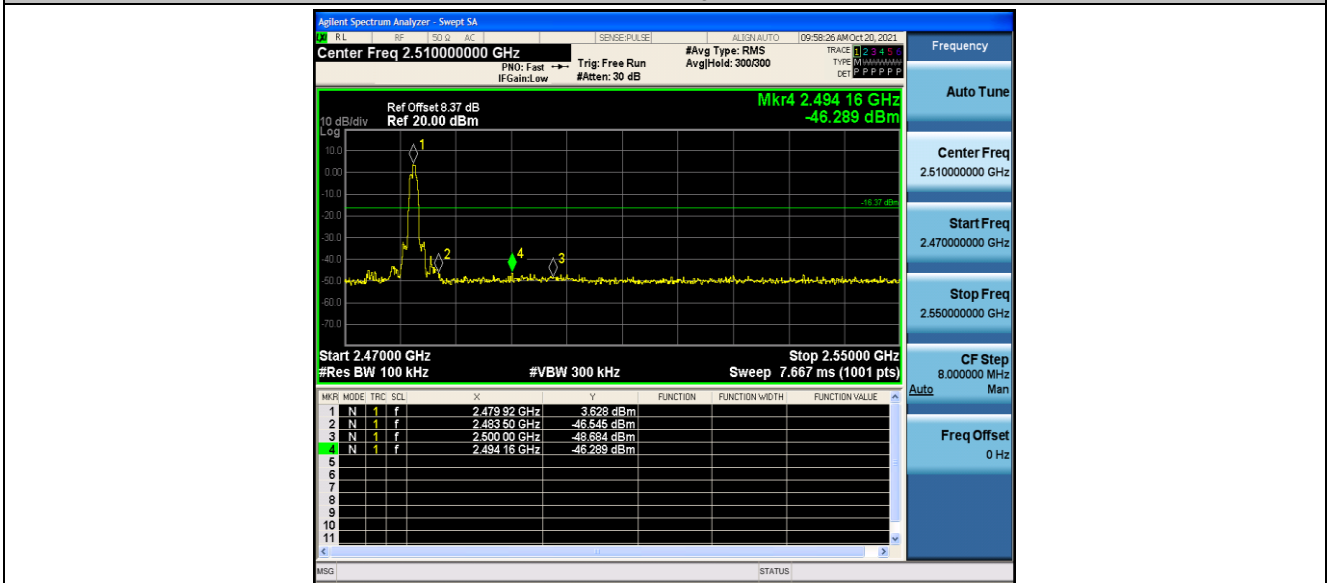 Agilent Spectrum Analyzer - Swept SA
RL RF 50 Ω AC SENSE:PULSE ALIGN AUTO 09:58:26 AM Oct 20, 2021
Center Freq 2.510000000 GHz
PNO: Fast
IFGain:Low
Trig: Free Run
#Atten: 30 dB
#Avg Type: RMS
Avg|Hold: 300/300
TRACE 1 2 3 4 5 6
TYPE M
DET P P P P P P
Mkr4 2.494 16 GHz
-46.289 dBm
Ref Offset 8.37 dB
10 dB/div Ref 20.00 dBm
Log
10.0
0.00
-10.0
-20.0
-30.0
-40.0
-50.0
-60.0
-70.0
1
2
4
3
-16.37 dBm
Start 2.47000 GHz Stop 2.55000 GHz
#Res BW 100 kHz #VBW 300 kHz Sweep 7.667 ms (1001 pts)
MKR MODE TRC SCL X Y FUNCTION FUNCTION WIDTH FUNCTION VALUE
1 N 1 f 2.479 92 GHz 3.628 dBm
2 N 1 f 2.483 50 GHz -46.545 dBm
3 N 1 f 2.500 00 GHz -48.684 dBm
4 N 1 f 2.494 16 GHz -46.289 dBm
5
6
7
8
9
10
11
MSG STATUS
Frequency
Auto Tune
Center Freq
2.510000000 GHz
Start Freq
2.470000000 GHz
Stop Freq
2.550000000 GHz
CF Step
8.000000 MHz
Auto Man
Freq Offset
0 Hz